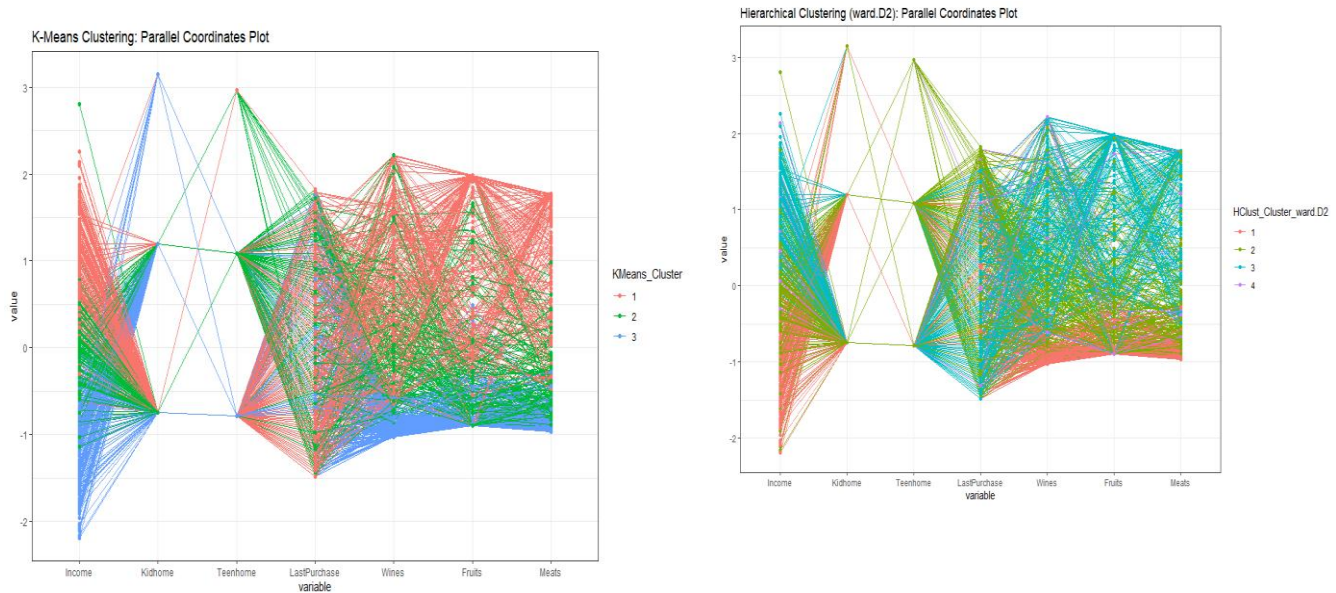 K-Means Clustering: Parallel Coordinates Plot
3
2
1
0
-1
-2
value
Income Kidhome Teenhome LastPurchase Wines Fruits Meats
variable
KMeans_Cluster
1
2
3
Hierarchical Clustering (ward.D2): Parallel Coordinates Plot
3
2
1
0
-1
-2
value
Income Kidhome Teenhome LastPurchase Wines Fruits Meats
variable
HClust_Cluster_ward.D2
1
2
3
4